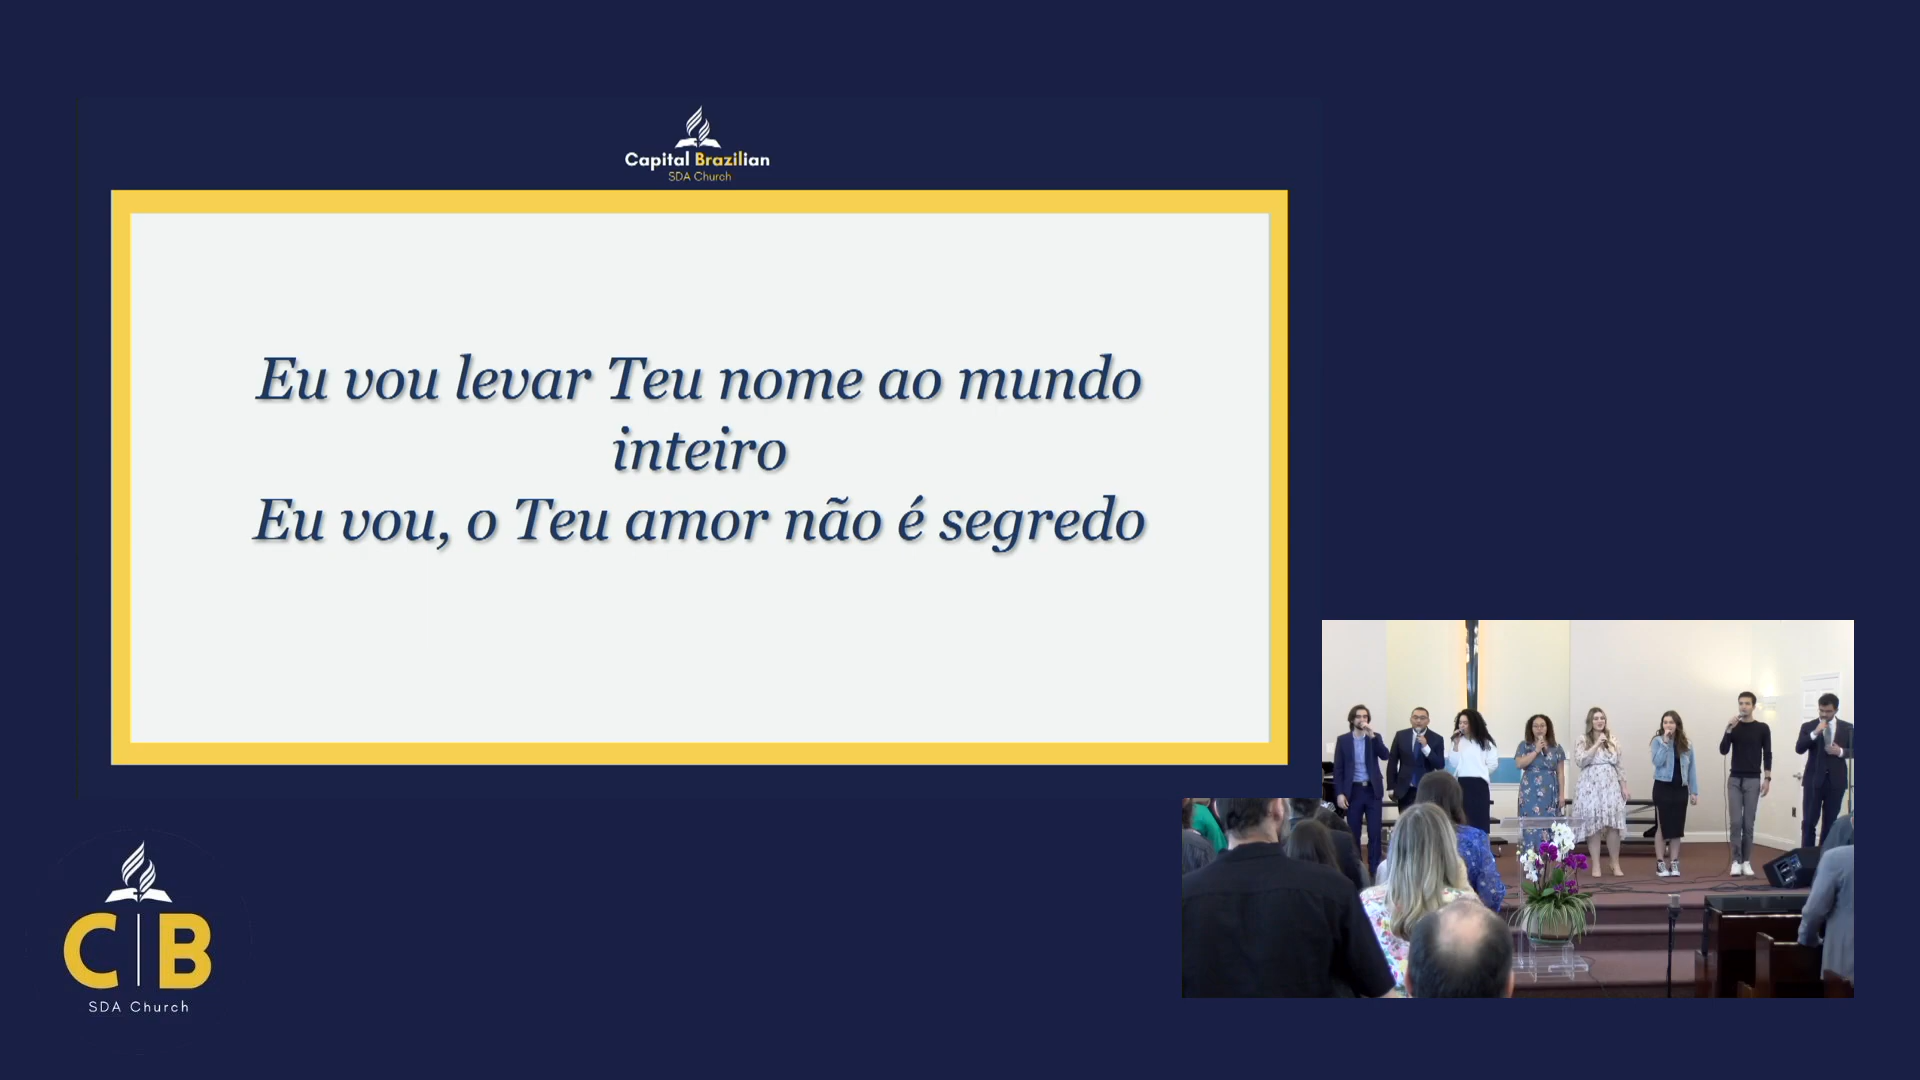 Capital Brazilian
SDA Church
Eu vou levar Teu nome ao mundo
inteiro
Eu vou, o Teu amor não é segredo
C|B
SDA Church